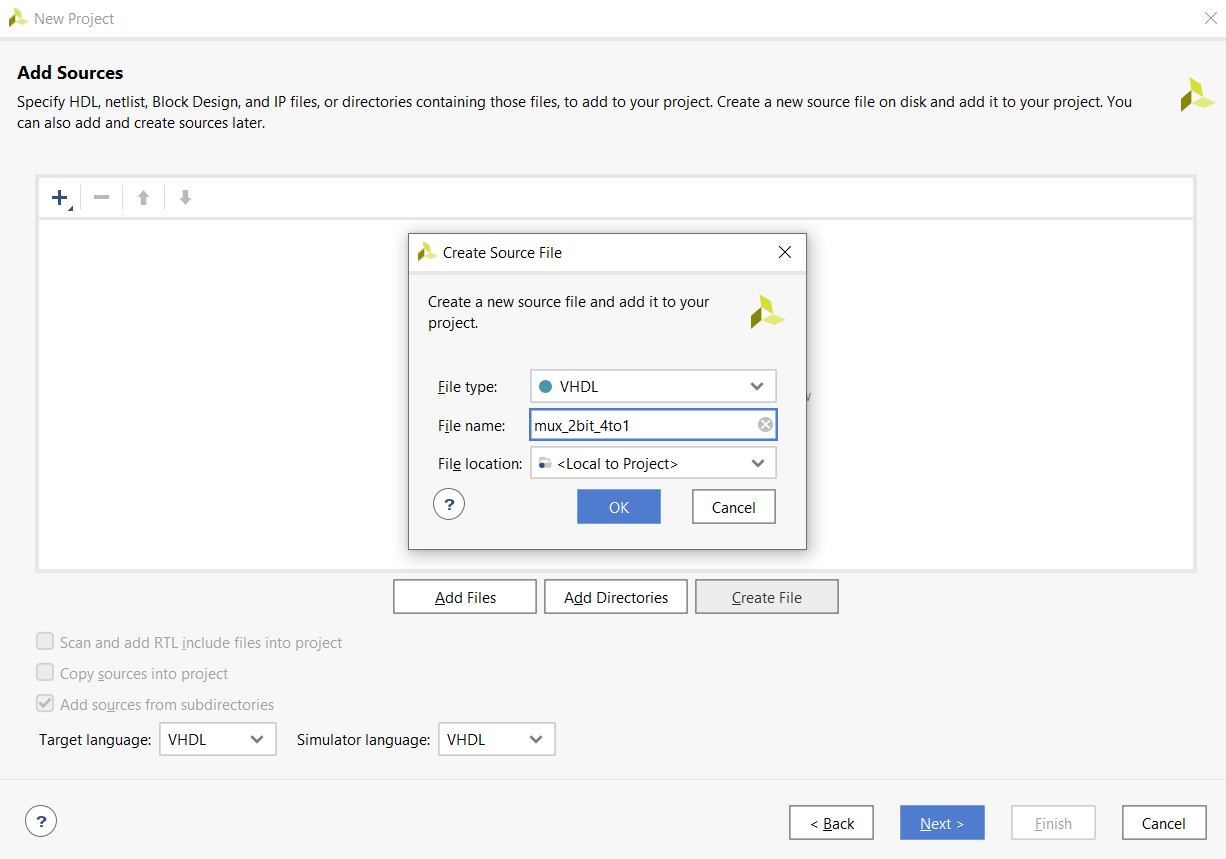 New Project
Add Sources
Specify HDL, netlist, Block Design, and IP files, or directories containing those files, to add to your project. Create a new source file on disk and add it to your project. You
can also add and create sources later.
Create Source File
Create a new source file and add it to your
project.
File type:
VHDL
File name:
mux_2bit_4to1
File location:
<Local to Project>
?
OK
Cancel
Add Files
Add Directories
Create File
Scan and add RTL include files into project
Copy sources into project
Add sources from subdirectories
Target language:
VHDL
Simulator language:
VHDL
?
< Back
Next >
Finish
Cancel